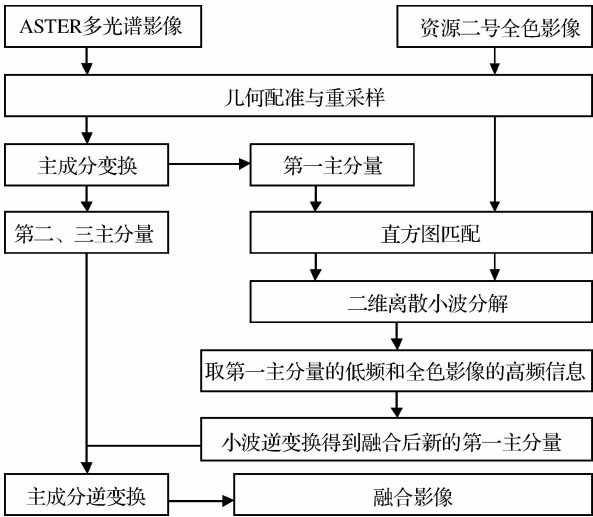 ASTER多光谱影像
资源二号全色影像
几何配准与重采样
主成分变换
第一主分量
第二、三主分量
直方图匹配
二维离散小波分解
取第一主分量的低频和全色影像的高频信息
小波逆变换得到融合后新的第一主分量
主成分逆变换
融合影像